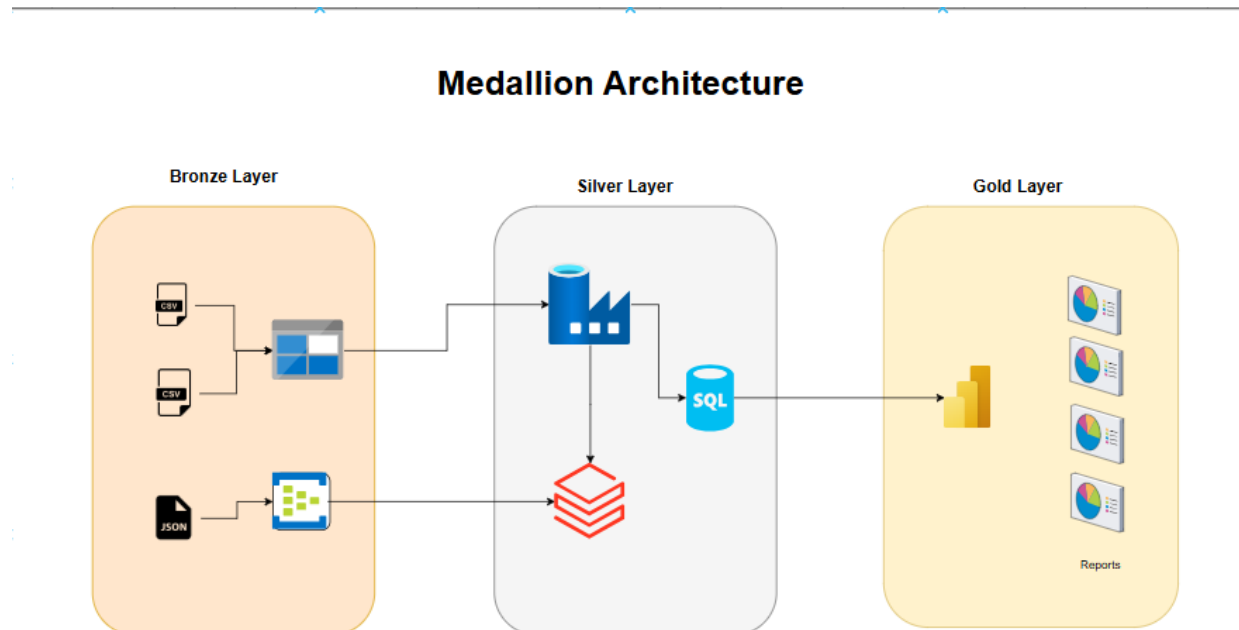 Medallion Architecture
Bronze Layer
Silver Layer
Gold Layer
CSV
CSV
SQL
JSON
Reports